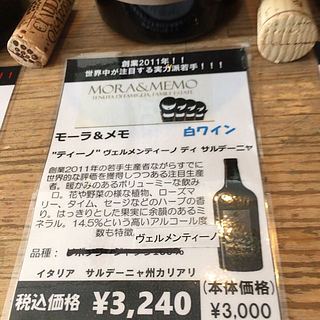 創業2011年!!
世界中が注目する実力派若手!!!
MORA&MEMO
TENUTA DI FAMIGLIA, FAMILY ESTATE
モーラ&メモ
白ワイン
"ティーノ" ヴェルメンティーノ ディ サルデーニャ
創業2011年の若手生産者ながらすでに
世界的な評価を獲得しつつある注目生産
者。暖かみのあるボリューミーな飲み
口。花や野菜の様な植物、ローズマ
リー、タイム、セージなどのハーブの香
り。はっきりとした果実に余韻のあるミ
ネラル。14.5%という高いアルコール度
数も特徴。
ヴェルメンティーノ
品種:
イタリア サルデーニャ州カリアリ
税込価格 ¥3,240
(本体価格)
¥3,000